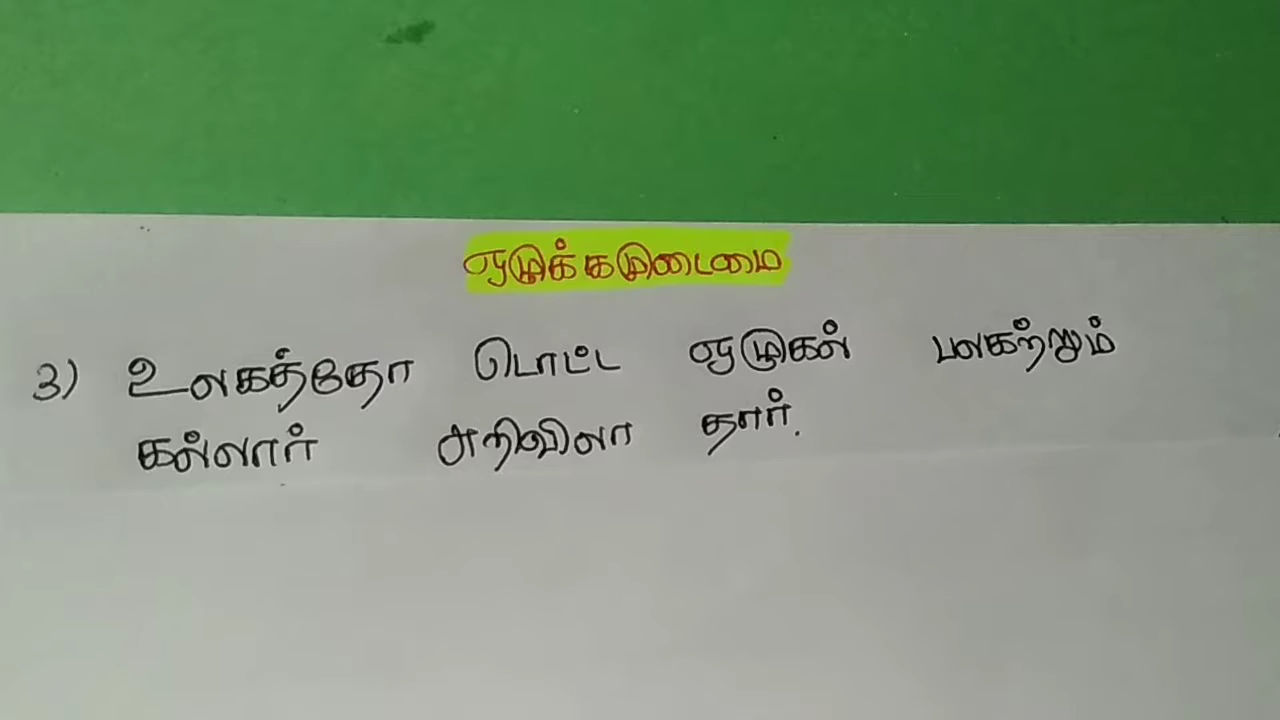 ஒழுக்கமுடைமை
3) உலகத்தோ டொட்ட ஒழுகல் பலகற்றும்
கல்லார் அறிவிலா தார்.